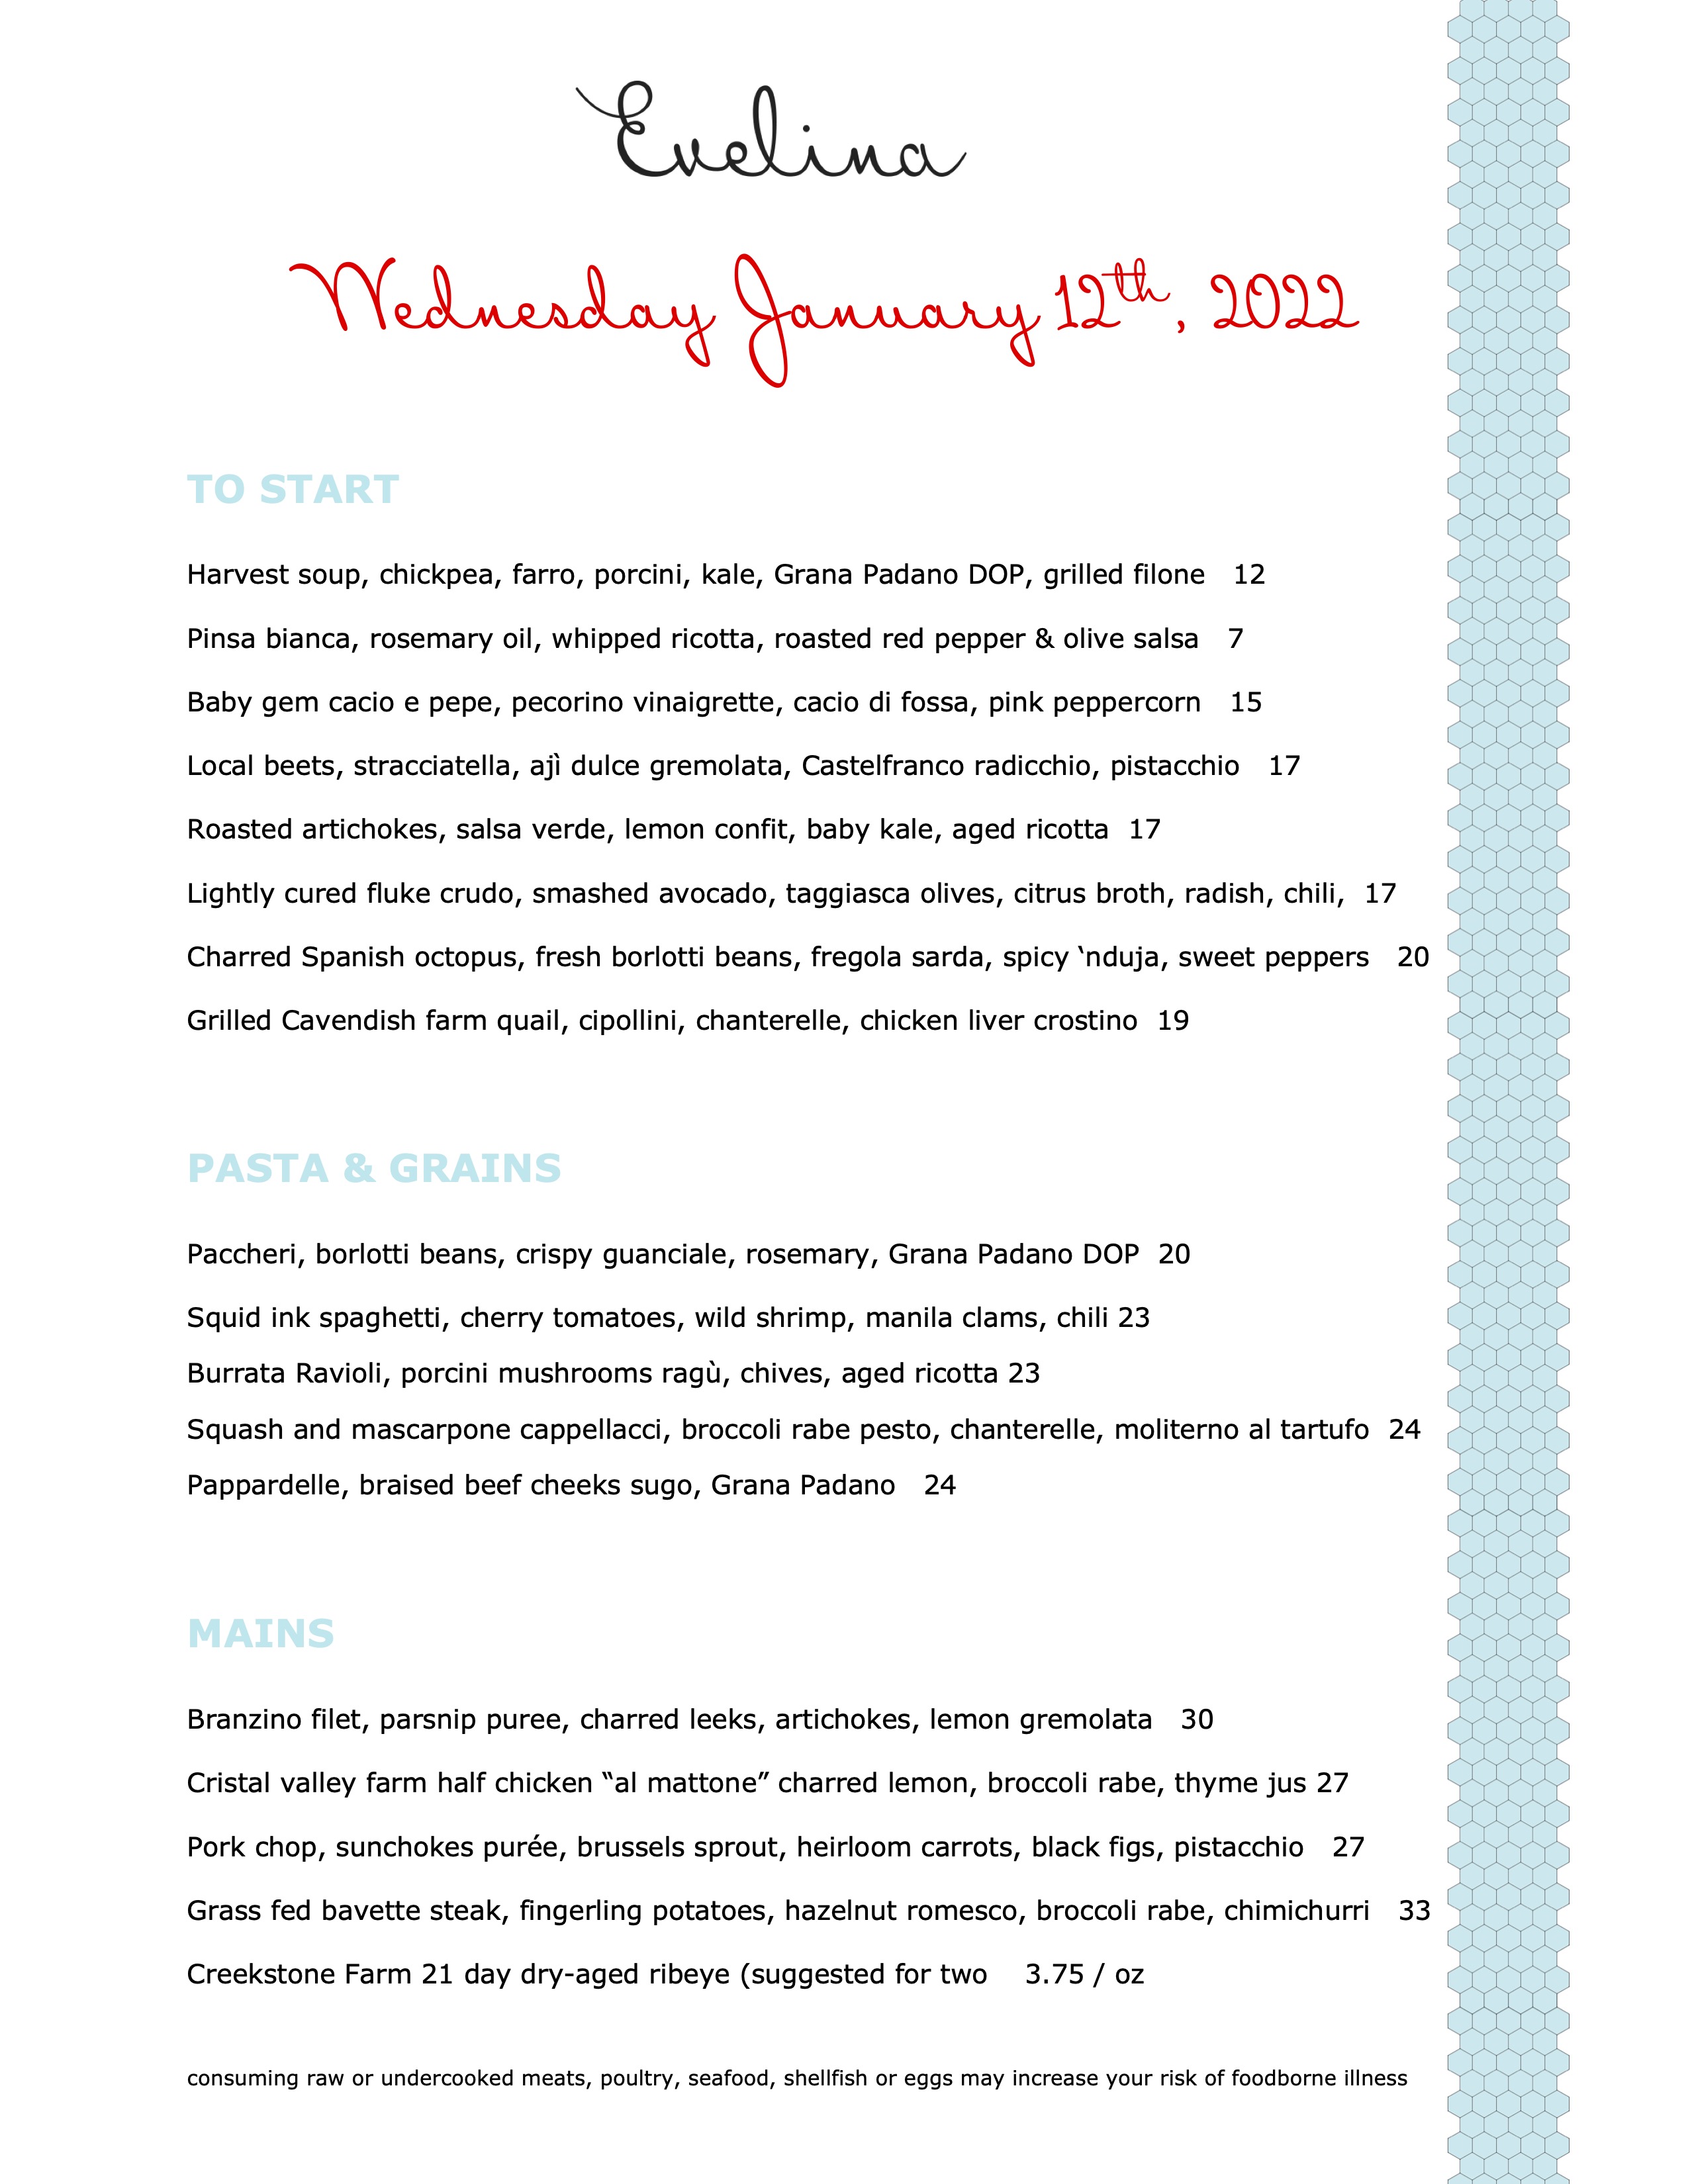 Evelina
Wednesday January 12th, 2022
TO START
Harvest soup, chickpea, farro, porcini, kale, Grana Padano DOP, grilled filone 12
Pinsa bianca, rosemary oil, whipped ricotta, roasted red pepper & olive salsa 7
Baby gem cacio e pepe, pecorino vinaigrette, cacio di fossa, pink peppercorn 15
Local beets, stracciatella, ajì dulce gremolata, Castelfranco radicchio, pistacchio 17
Roasted artichokes, salsa verde, lemon confit, baby kale, aged ricotta 17
Lightly cured fluke crudo, smashed avocado, taggiasca olives, citrus broth, radish, chili, 17
Charred Spanish octopus, fresh borlotti beans, fregola sarda, spicy ‘nduja, sweet peppers 20
Grilled Cavendish farm quail, cipollini, chanterelle, chicken liver crostino 19
PASTA & GRAINS
Paccheri, borlotti beans, crispy guanciale, rosemary, Grana Padano DOP 20
Squid ink spaghetti, cherry tomatoes, wild shrimp, manila clams, chili 23
Burrata Ravioli, porcini mushrooms ragù, chives, aged ricotta 23
Squash and mascarpone cappellacci, broccoli rabe pesto, chanterelle, moliterno al tartufo 24
Pappardelle, braised beef cheeks sugo, Grana Padano 24
MAINS
Branzino filet, parsnip puree, charred leeks, artichokes, lemon gremolata 30
Cristal valley farm half chicken “al mattone” charred lemon, broccoli rabe, thyme jus 27
Pork chop, sunchokes purée, brussels sprout, heirloom carrots, black figs, pistacchio 27
Grass fed bavette steak, fingerling potatoes, hazelnut romesco, broccoli rabe, chimichurri 33
Creekstone Farm 21 day dry-aged ribeye (suggested for two 3.75 / oz
consuming raw or undercooked meats, poultry, seafood, shellfish or eggs may increase your risk of foodborne illness